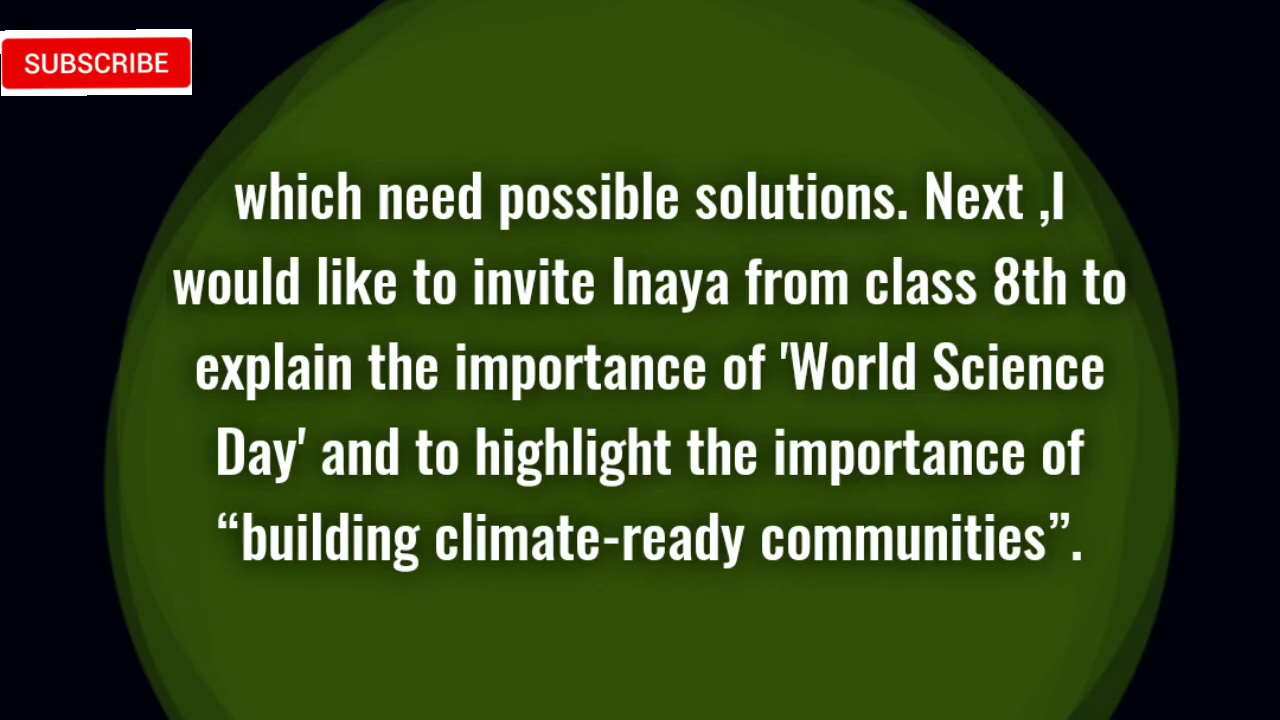 SUBSCRIBE
which need possible solutions. Next ,I
would like to invite Inaya from class 8th to
explain the importance of 'World Science
Day' and to highlight the importance of
“building climate-ready communities”.